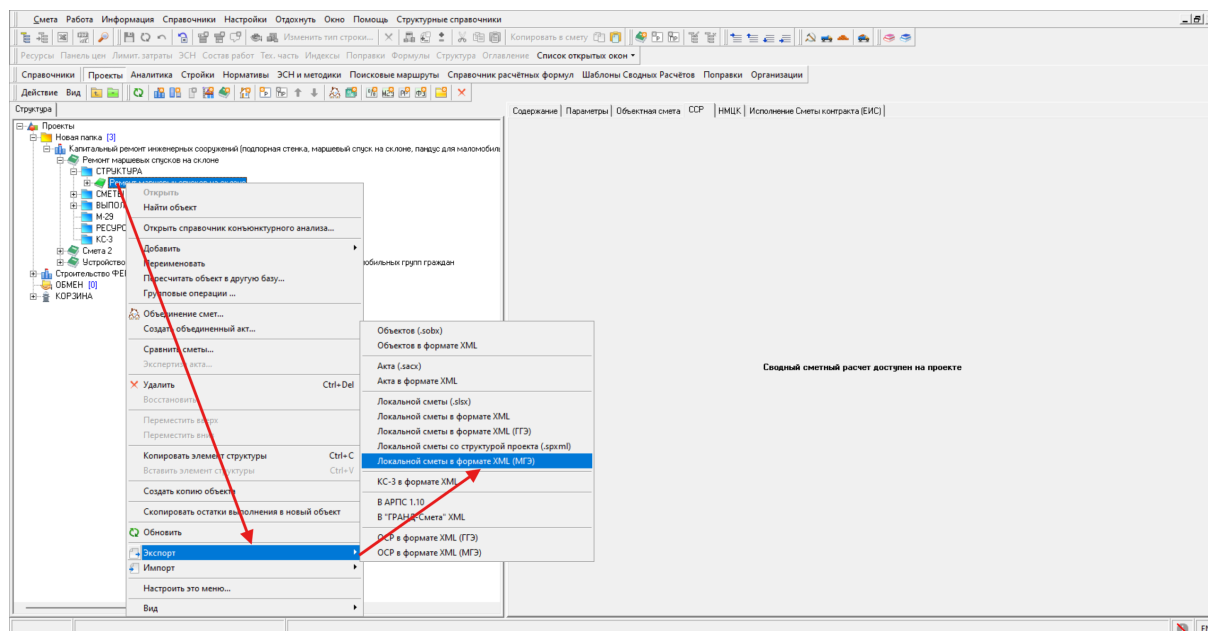 Смета Работа Информация Справочники Настройки Отдохнуть Окно Помощь Структурные справочники
Изменить тип строки... Копировать в смету
Ресурсы Панель цен Лимит. затраты ЭСН Состав работ Тех. часть Индексы Поправки Формулы Структура Оглавление Список открытых окон
Справочники Проекты Аналитика Стройки Нормативы ЭСН и методики Поисковые маршруты Справочник расчётных формул Шаблоны Сводных Расчётов Поправки Организации
Действие Вид
Структура
Содержание Параметры Объектная смета ССР НМЦК Исполнение Сметы контракта (ЕИС)
Проекты
Новая папка [3]
Капитальный ремонт инженерных сооружений (подпорная стенка, маршевый спуск на склоне, пандус для маломобил
Ремонт маршевых спусков на склоне
СТРУКТУРА
Ремонт маршевых спусков на склоне
СМЕТЫ
ВЫПОЛ
М-29
РЕСУРС
КС-3
Смета 2
Устройство
обильных групп граждан
Строительство ФЕ
ОБМЕН [0]
КОРЗИНА
Открыть
Найти объект
Открыть справочник конъюнктурного анализа...
Добавить
Переименовать
Пересчитать объект в другую базу...
Групповые операции ...
Объединение смет...
Создать объединенный акт...
Сравнить сметы...
Экспертиза акта...
Удалить Ctrl+Del
Восстановить
Переместить вверх
Переместить вниз
Копировать элемент структуры Ctrl+C
Вставить элемент структуры Ctrl+V
Создать копию объекта
Скопировать остатки выполнения в новый объект
Обновить
Экспорт
Импорт
Настроить это меню...
Вид
Объектов (.sobx)
Объектов в формате XML
Акта (.sacx)
Акта в формате XML
Локальной сметы (.slsx)
Локальной сметы в формате XML
Локальной сметы в формате XML (ГГЭ)
Локальной сметы со структурой проекта (.spxml)
Локальной сметы в формате XML (МГЭ)
КС-3 в формате XML
В АРПС 1.10
В "ГРАНД-Смета" XML
ОСР в формате XML (ГГЭ)
ОСР в формате XML (МГЭ)
Сводный сметный расчет доступен на проекте